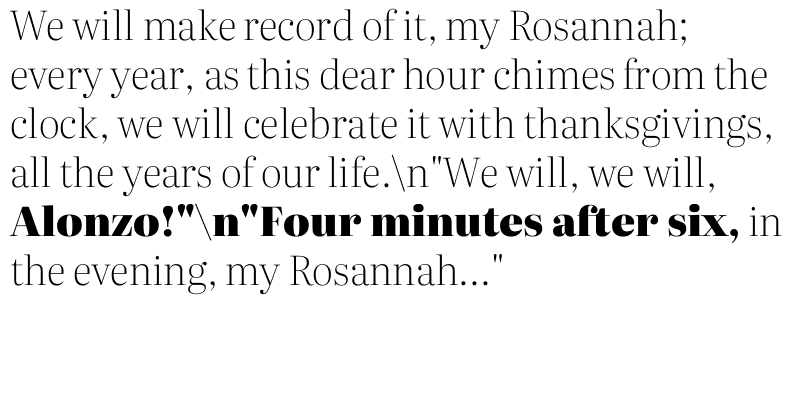 We will make record of it, my Rosannah;
every year, as this dear hour chimes from the
clock, we will celebrate it with thanksgivings,
all the years of our life.\n"We will, we will,
Alonzo!"\n"Four minutes after six, in
the evening, my Rosannah..."